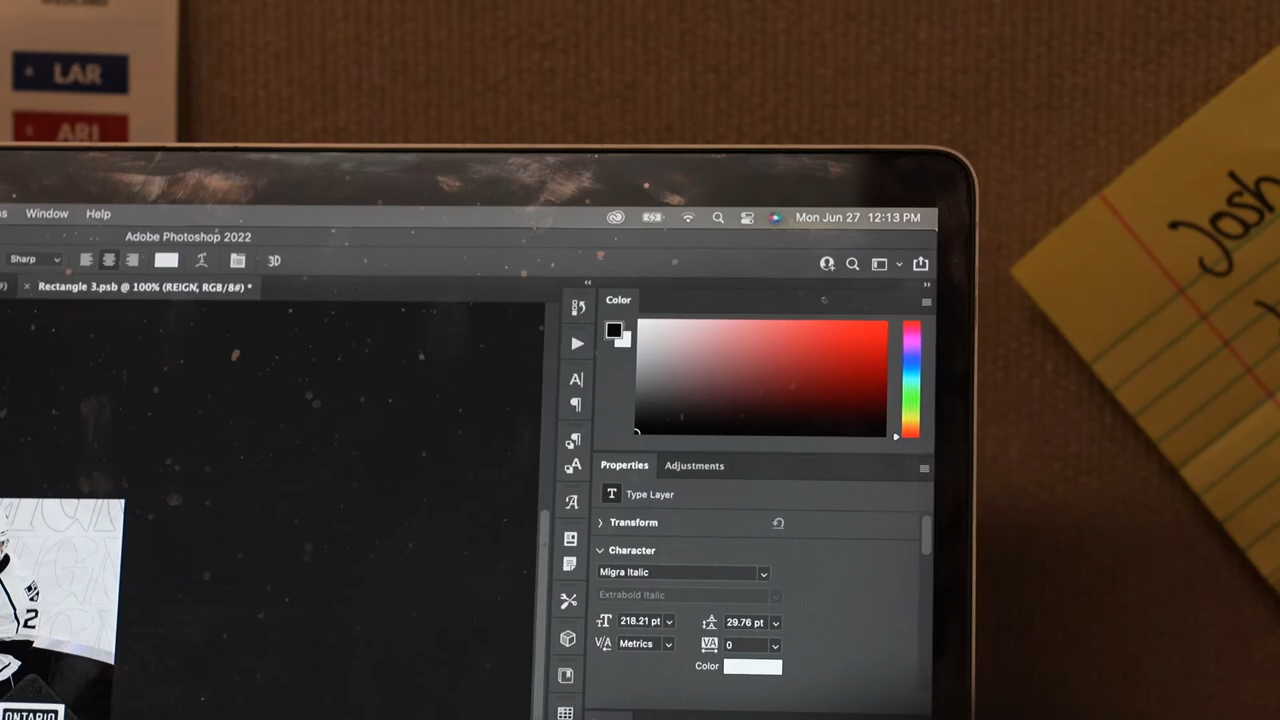 LAR
ARI
Josh
Window Help
Mon Jun 27 12:13 PM
Adobe Photoshop 2022
Sharp
3D
× Rectangle 3.psb @ 100% (REIGN, RGB/8#) *
Color
Properties Adjustments
T Type Layer
Transform
Character
Migra Italic
Extrabold Italic
218.21 pt 29.76 pt
Metrics 0
Color
2
ONTARIO